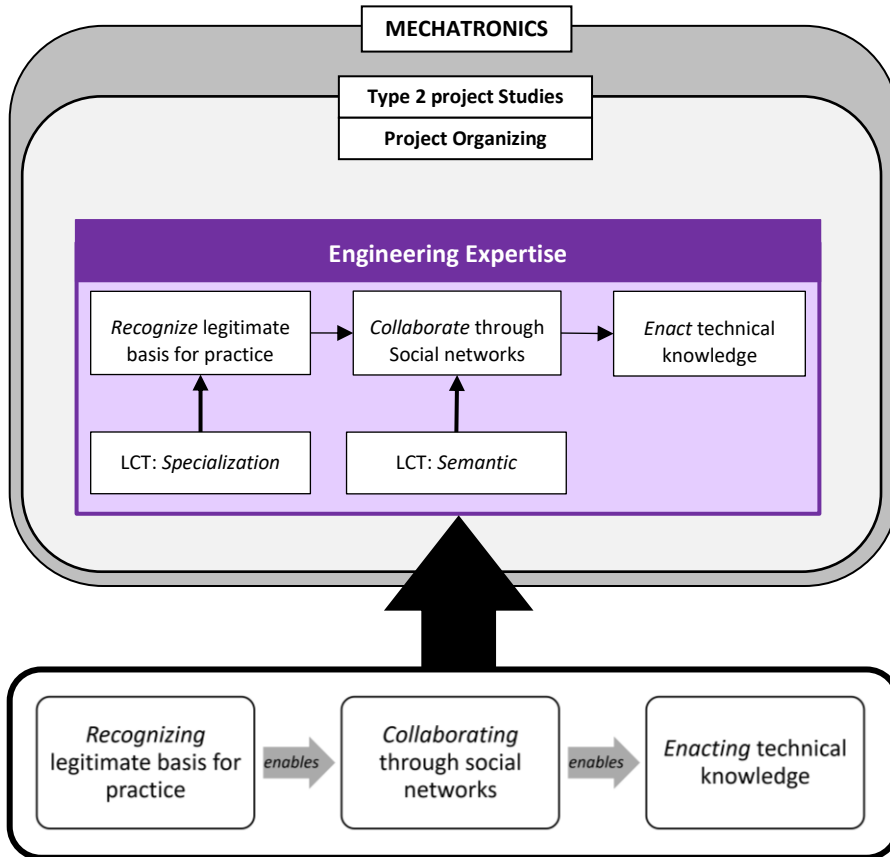 MECHATRONICS
Type 2 project Studies
Project Organizing
Engineering Expertise
Recognize legitimate
basis for practice
Collaborate through
Social networks
Enact technical
knowledge
LCT: Specialization
LCT: Semantic
Recognizing
legitimate basis for
practice
enables
Collaborating
through social
networks
enables
Enacting technical
knowledge